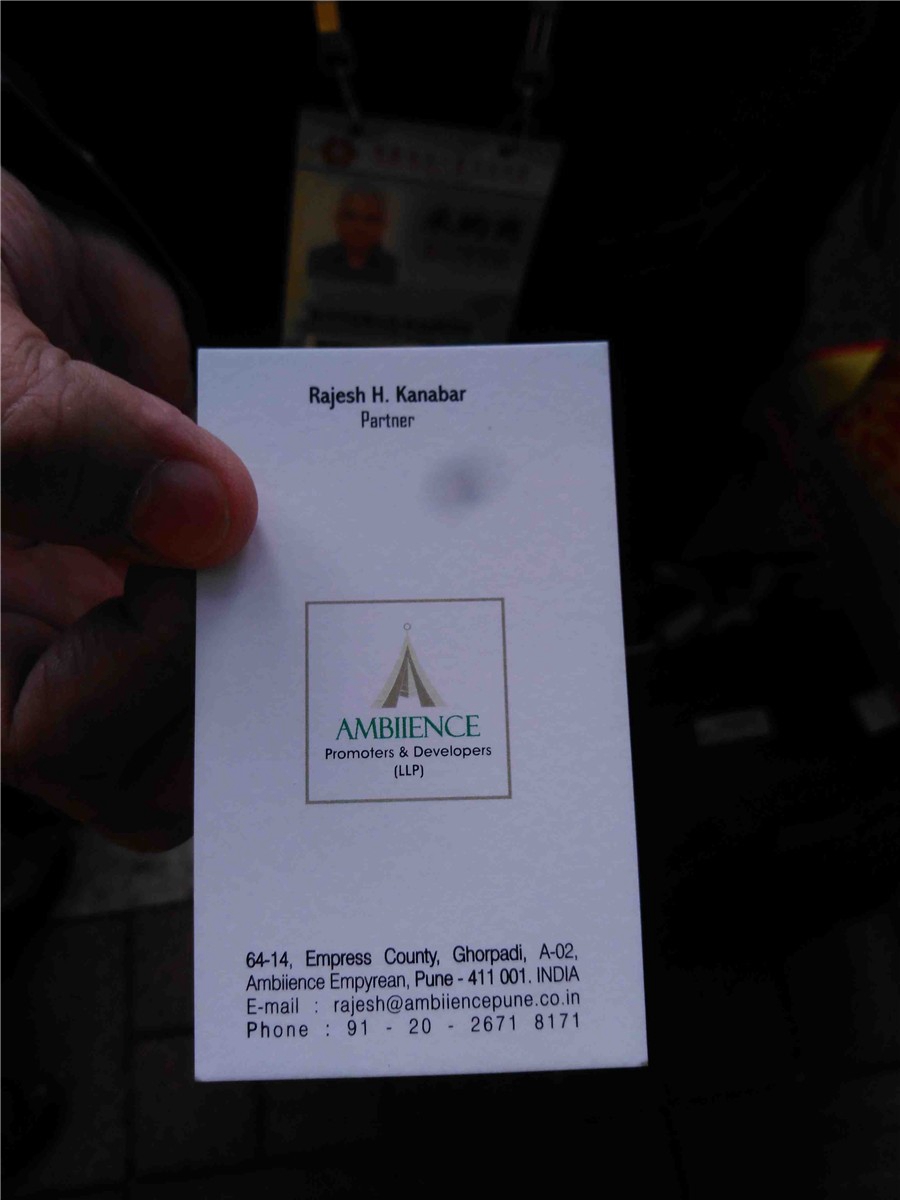 Rajesh H. Kanabar
Partner
AMBIIENCE
Promoters & Developers
(LLP)
64-14, Empress County, Ghorpadi, A-02,
Ambiience Empyrean, Pune - 411 001. INDIA
E-mail : rajesh@ambiiencepune.co.in
Phone : 91 - 20 - 2671 8171